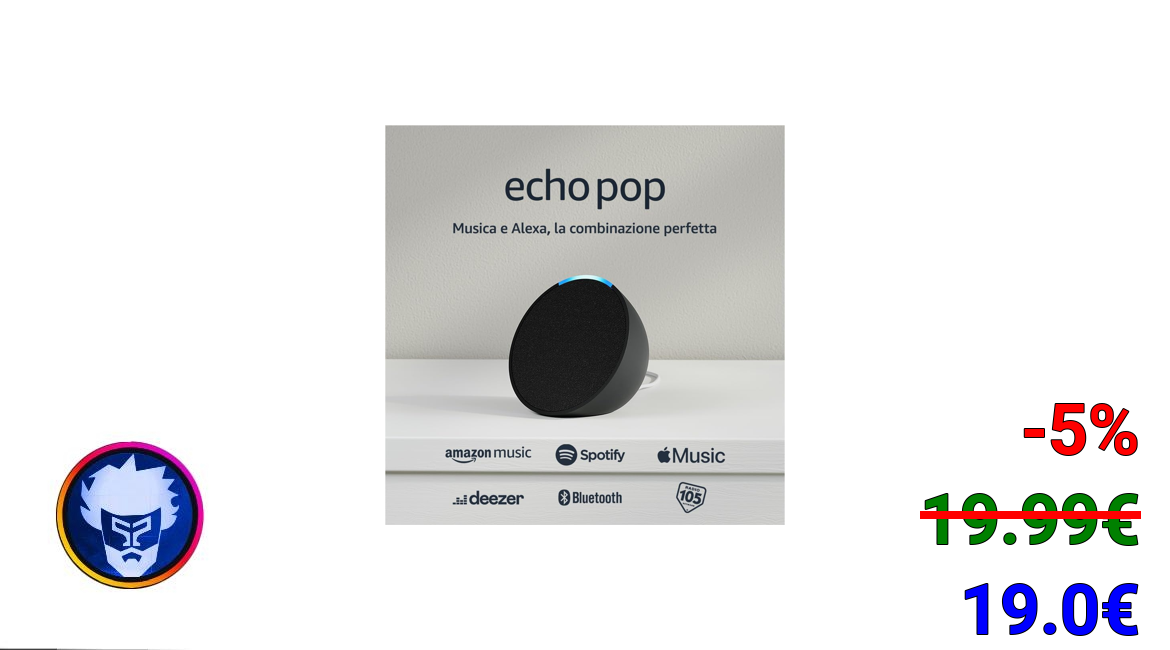 echo pop
Musica e Alexa, la combinazione perfetta
amazon music
Spotify
Music
deezer
Bluetooth
RADIO
105
-5%
19.99€
19.0€